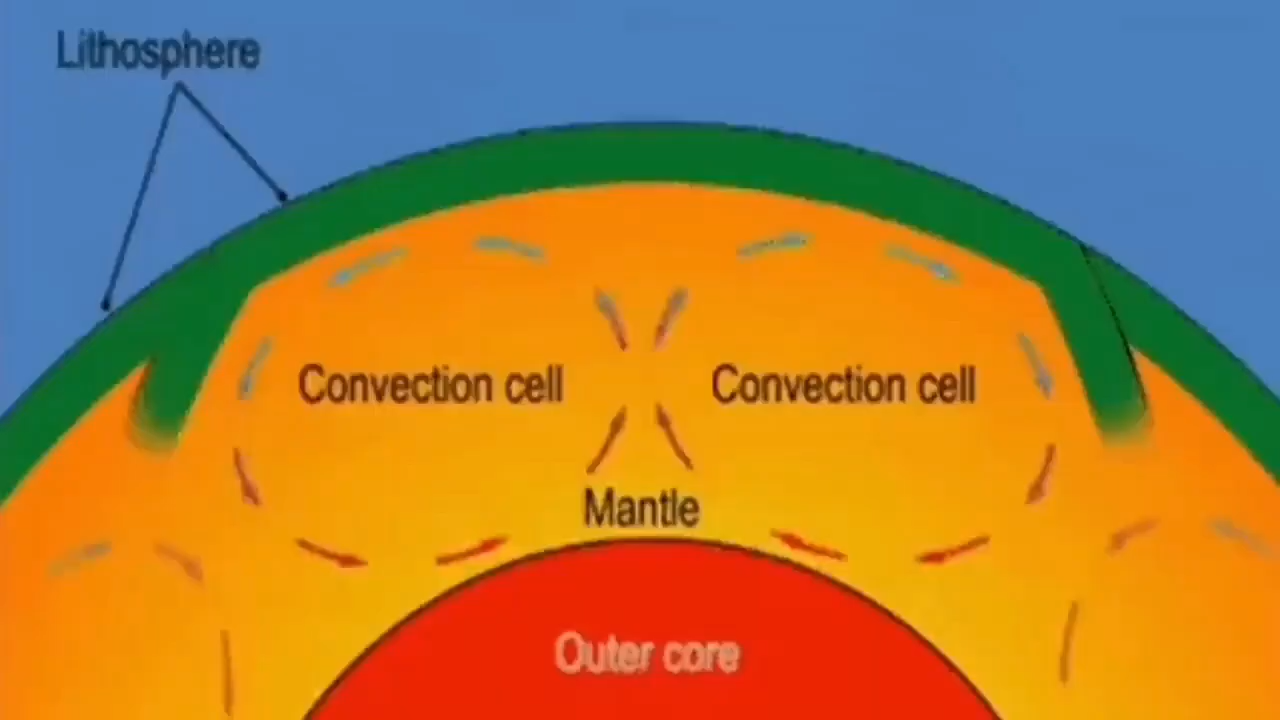 Lithosphere
Convection cell
Convection cell
Mantle
Outer core